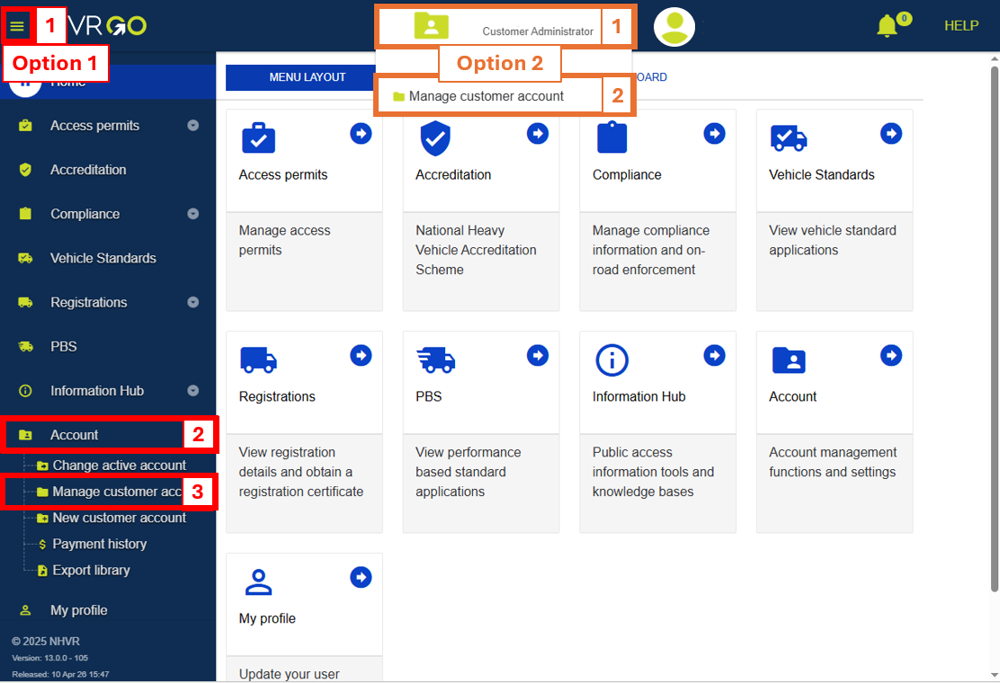 1
VR GO
Customer Administrator
1
0
HELP
Option 1
Option 2
Home
MENU LAYOUT
OARD
Manage customer account
2
Access permits
Accreditation
Compliance
Vehicle Standards
Registrations
PBS
Information Hub
Account
2
Change active account
Manage customer acc
3
New customer account
Payment history
Export library
My profile
© 2025 NHVR
Version: 13.0.0 - 105
Released: 10 Apr 26 15:47
Access permits
Manage access
permits
Accreditation
National Heavy
Vehicle Accreditation
Scheme
Compliance
Manage compliance
information and on-
road enforcement
Vehicle Standards
View vehicle standard
applications
Registrations
View registration
details and obtain a
registration certificate
PBS
View performance
based standard
applications
Information Hub
Public access
information tools and
knowledge bases
Account
Account management
functions and settings
My profile
Update your user